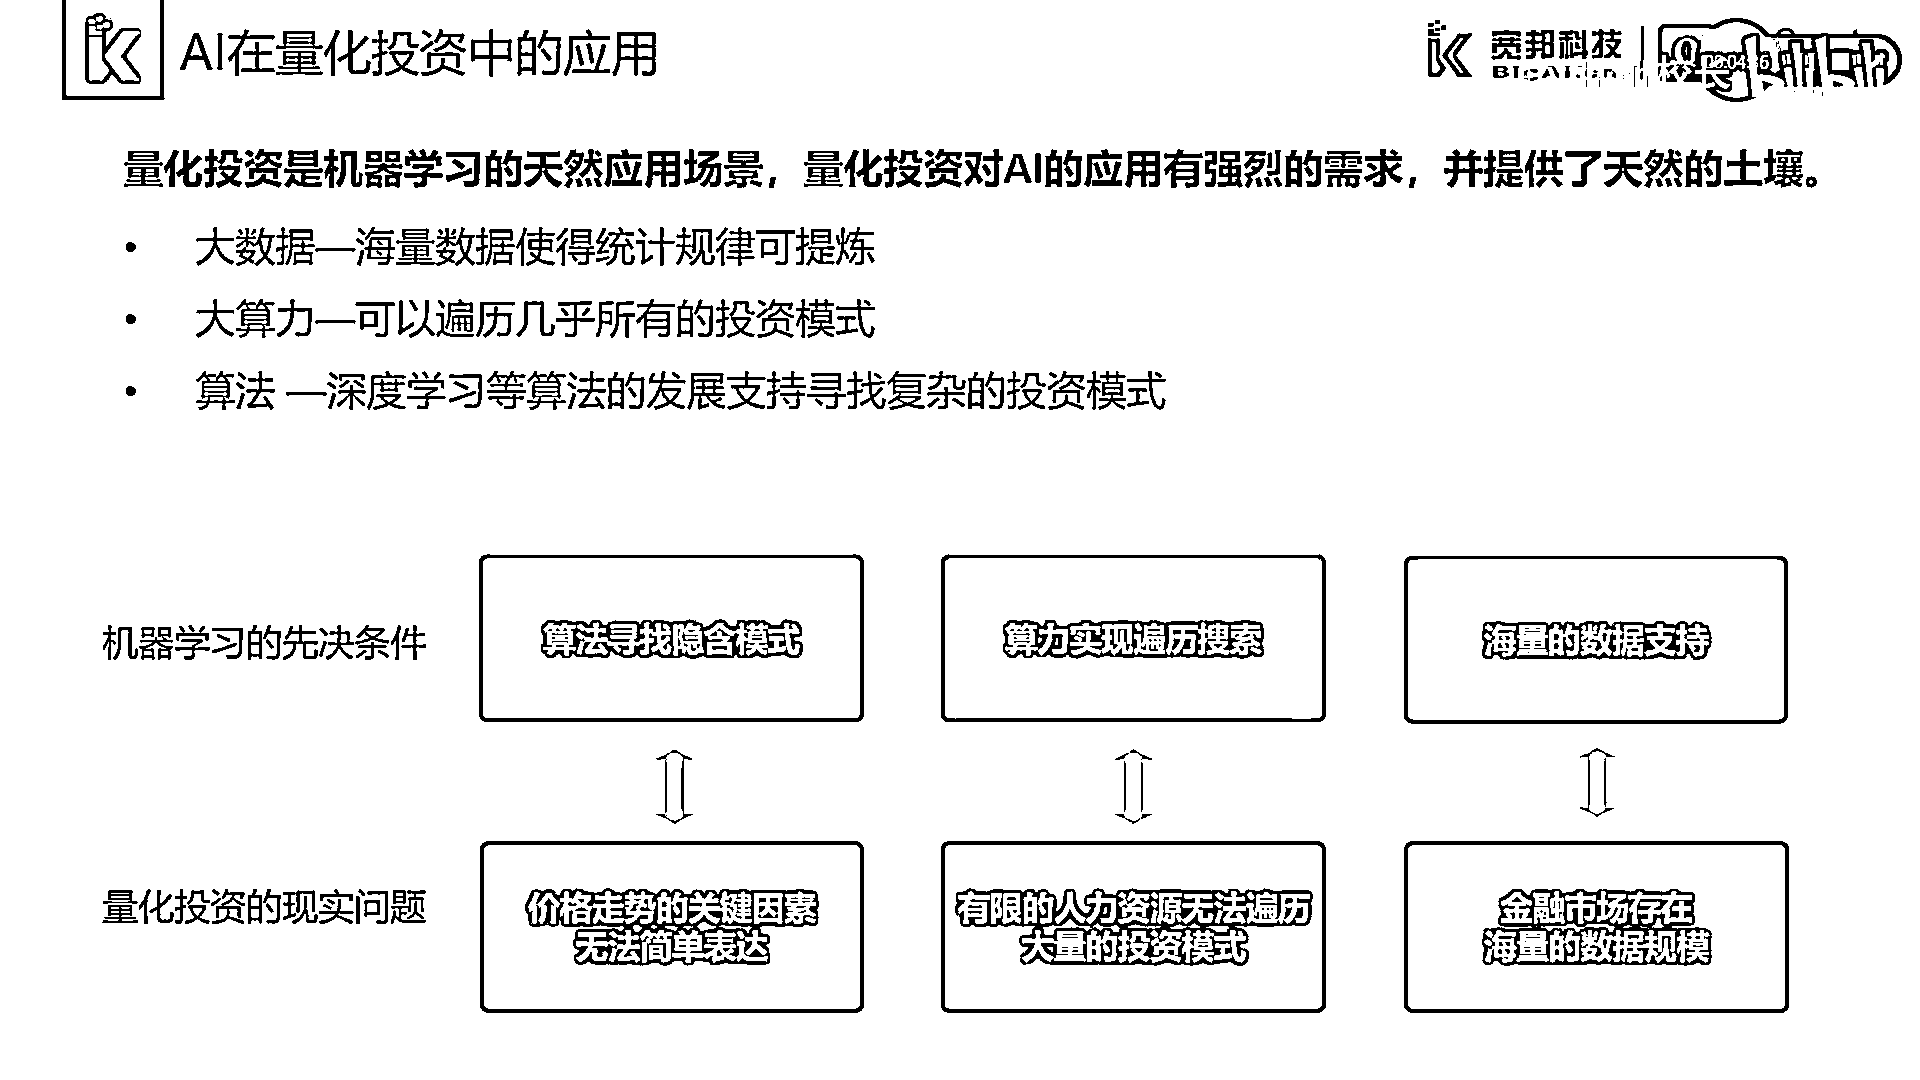 AI在量化投资中的应用
宽邦科技
量化投资是机器学习的天然应用场景，量化投资对AI的应用有强烈的需求，并提供了天然的土壤。
• 大数据—海量数据使得统计规律可提炼
• 大算力—可以遍历几乎所有的投资模式
• 算法 —深度学习等算法的发展支持寻找复杂的投资模式
机器学习的先决条件
算法寻找隐含模式
算力实现遍历搜索
海量的数据支持
量化投资的现实问题
价格走势的关键因素
无法简单表达
有限的人力资源无法遍历
大量的投资模式
金融市场存在
海量的数据规模